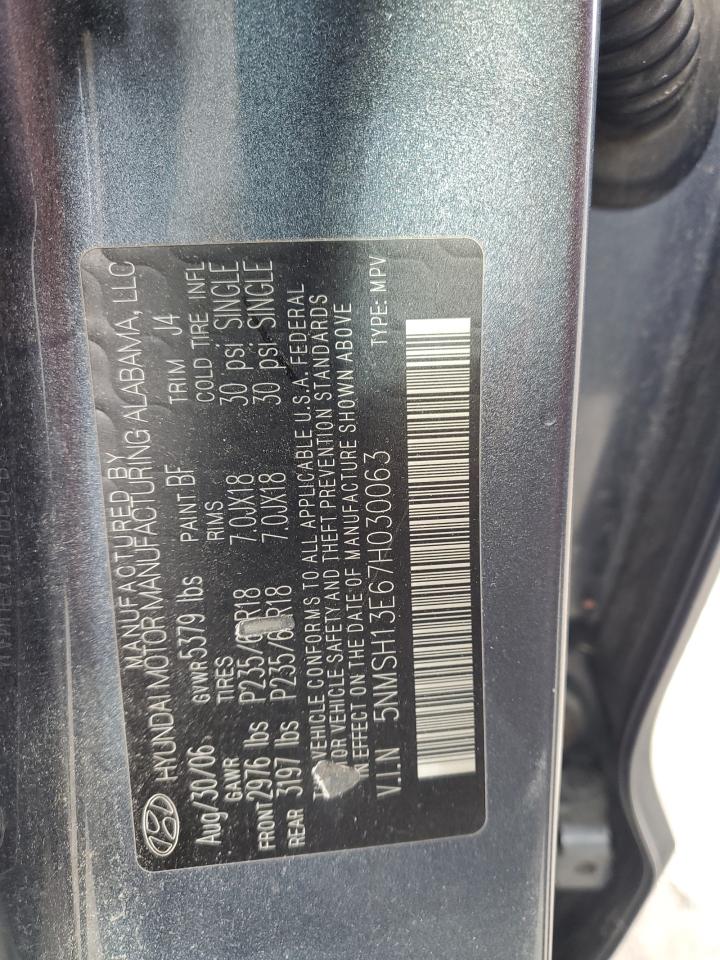 MANUFACTURED BY
HYUNDAI MOTOR MANUFACTURING ALABAMA, LLC
Aug/30/06 GVWR 5379 lbs PAINT BF TRIM J4
GAWR TIRES RIMS COLD TIRE INFL
FRONT 2976 lbs 7.0JX18 30 psi, SINGLE
REAR 3197 lbs 7.0JX18 30 psi, SINGLE
VEHICLE CONFORMS TO ALL APPLICABLE U.S.A. FEDERAL
VEHICLE SAFETY AND THEFT PREVENTION STANDARDS
IN EFFECT ON THE DATE OF MANUFACTURE SHOWN ABOVE
V.I.N 5NMSH13E67H030063 TYPE: MPV